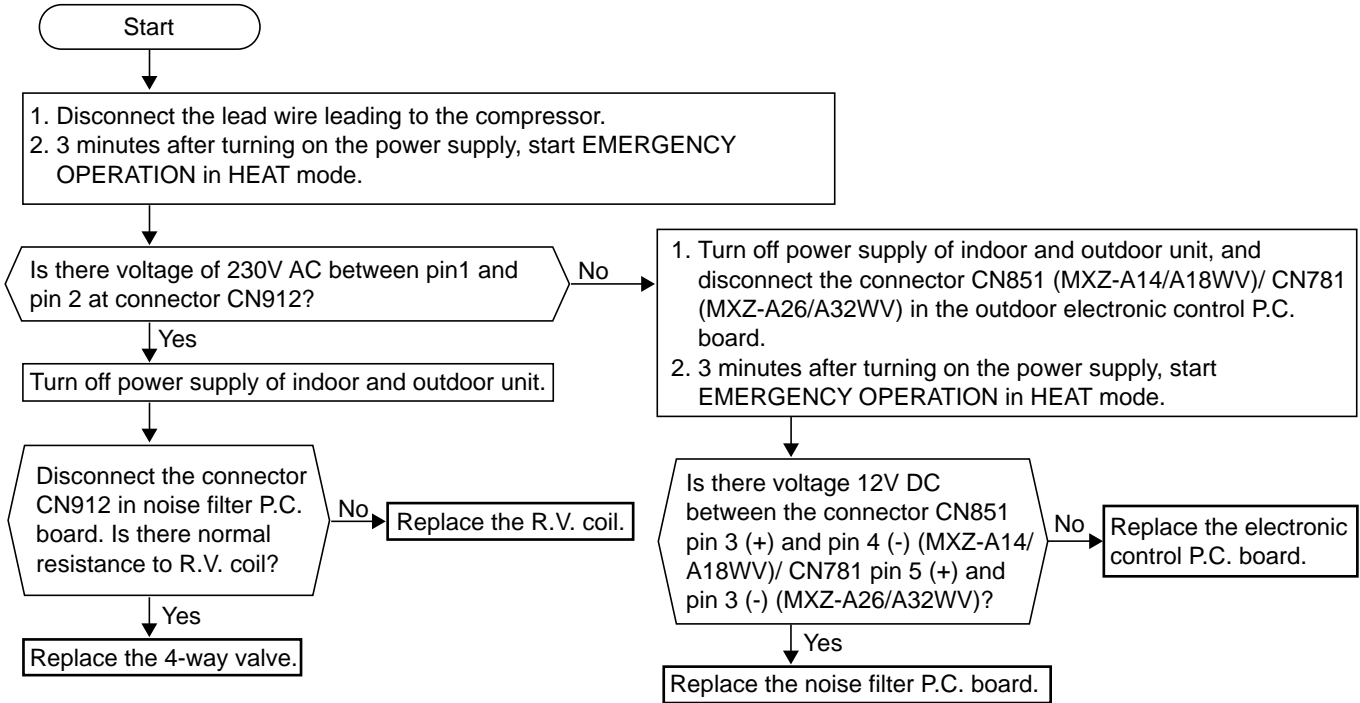 Start
1. Disconnect the lead wire leading to the compressor.
2. 3 minutes after turning on the power supply, start EMERGENCY
OPERATION in HEAT mode.
Is there voltage of 230V AC between pin1 and
pin 2 at connector CN912?
No
Yes
Turn off power supply of indoor and outdoor unit.
Disconnect the connector
CN912 in noise filter P.C.
board. Is there normal
resistance to R.V. coil?
No
Replace the R.V. coil.
Yes
Replace the 4-way valve.
1. Turn off power supply of indoor and outdoor unit, and
disconnect the connector CN851 (MXZ-A14/A18WV)/ CN781
(MXZ-A26/A32WV) in the outdoor electronic control P.C.
board.
2. 3 minutes after turning on the power supply, start
EMERGENCY OPERATION in HEAT mode.
Is there voltage 12V DC
between the connector CN851
pin 3 (+) and pin 4 (-) (MXZ-A14/
A18WV)/ CN781 pin 5 (+) and
pin 3 (-) (MXZ-A26/A32WV)?
No
Replace the electronic
control P.C. board.
Yes
Replace the noise filter P.C. board.